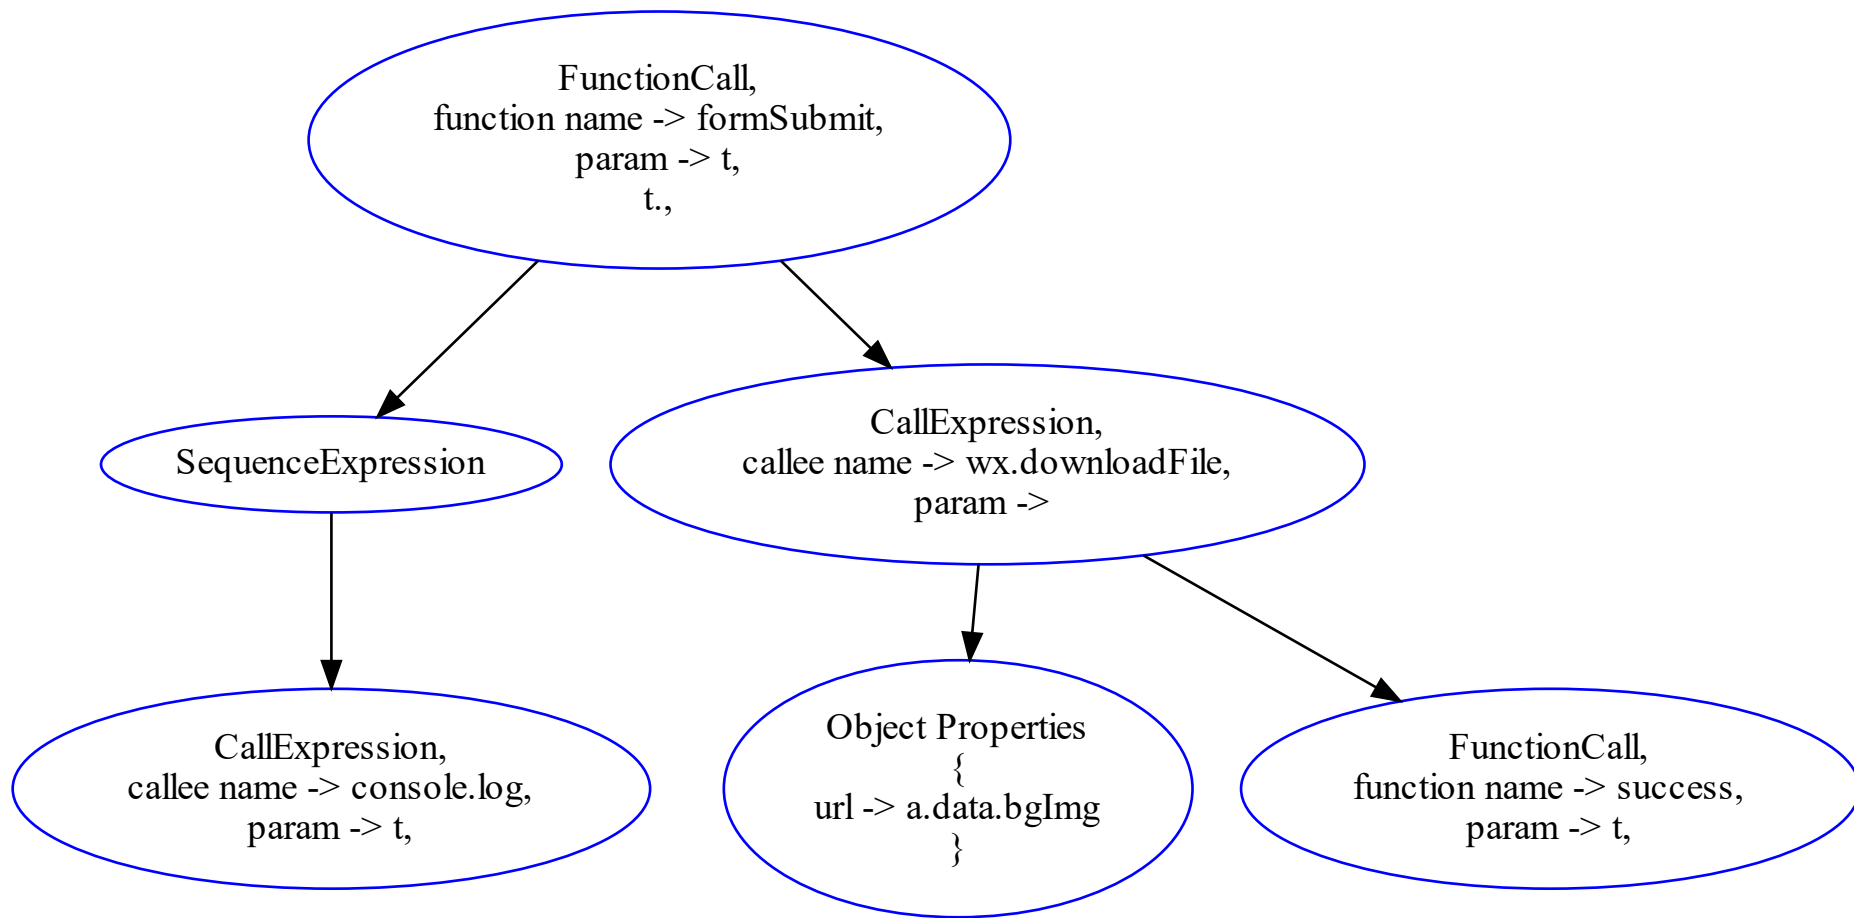 FunctionCall,
function name -> formSubmit,
param -> t,
t.,
SequenceExpression
CallExpression,
callee name -> wx.downloadFile,
param ->
CallExpression,
callee name -> console.log,
param -> t,
Object Properties
{
url -> a.data.bgImg
}
FunctionCall,
function name -> success,
param -> t,